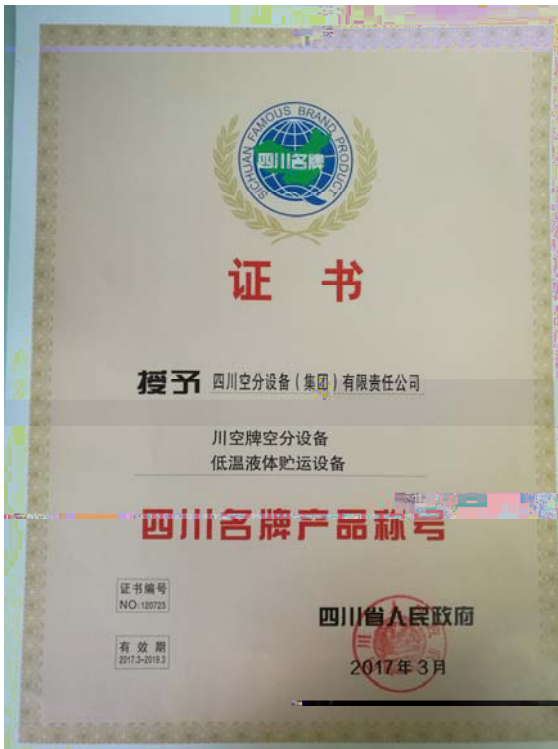 SICHUAN FAMOUS BRAND PRODUCT
四川名牌
证 书
授予 四川空分设备（集团）有限责任公司
川空牌空分设备
低温液体贮运设备
四川名牌产品称号
证书编号
NO:120723
有效期
2017.3-2019.3
四川省人民政府
2017年3月